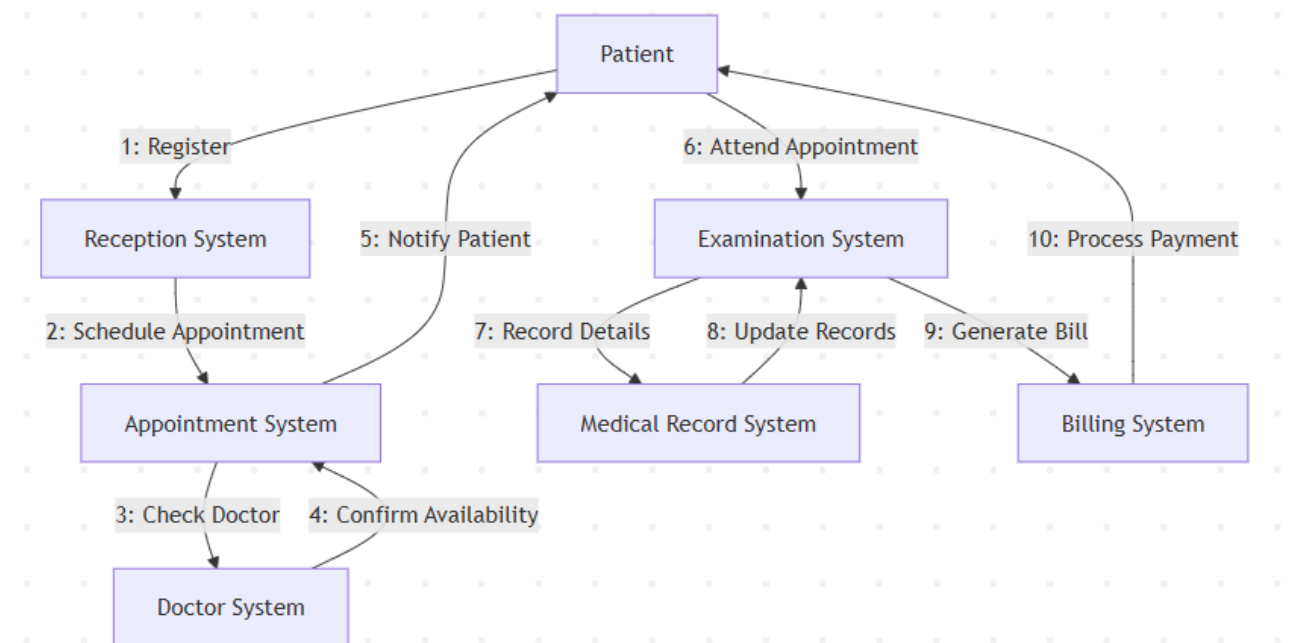 Patient
1: Register
6: Attend Appointment
Reception System
5: Notify Patient
Examination System
10: Process Payment
2: Schedule Appointment
7: Record Details
8: Update Records
9: Generate Bill
Appointment System
Medical Record System
Billing System
3: Check Doctor
4: Confirm Availability
Doctor System